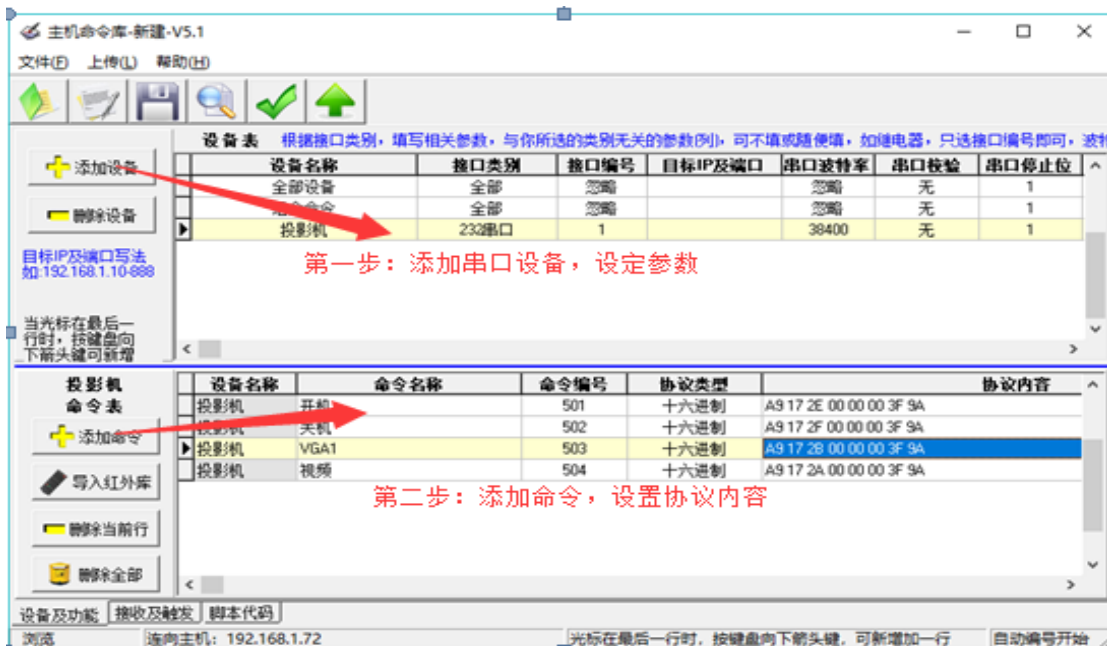 主机命令库-新建-V5.1
文件(F) 上传(L) 帮助(H)
设备表 根据接口类别，填写相关参数，与你所选的类别无关的参数(列)，可不填或随便填，如继电器，只选接口编号即可，波特
添加设备
删除设备
目标IP及端口写法
如:192.168.1.10-888
当光标在最后一
行时，按键盘向
下箭头键可新增
设备名称 接口类别 接口编号 目标IP及端口 串口波特率 串口校验 串口停止位
全部设备 全部 忽略 忽略 无 1
全部 忽略 忽略 无 1
投影机 232串口 1 38400 无 1
第一步：添加串口设备，设定参数
投影机
命令表
添加命令
导入红外库
删除当前行
删除全部
设备名称 命令名称 命令编号 协议类型 协议内容
投影机 开机 501 十六进制 A9 17 2E 00 00 00 3F 9A
投影机 关机 502 十六进制 A9 17 2F 00 00 00 3F 9A
投影机 VGA1 503 十六进制 A9 17 2B 00 00 00 3F 9A
投影机 视频 504 十六进制 A9 17 2A 00 00 00 3F 9A
第二步：添加命令，设置协议内容
设备及功能 接收及触发 脚本代码
浏览 连向主机：192.168.1.72 光标在最后一行时，按键盘向下箭头键，可新增加一行 自动编号开始